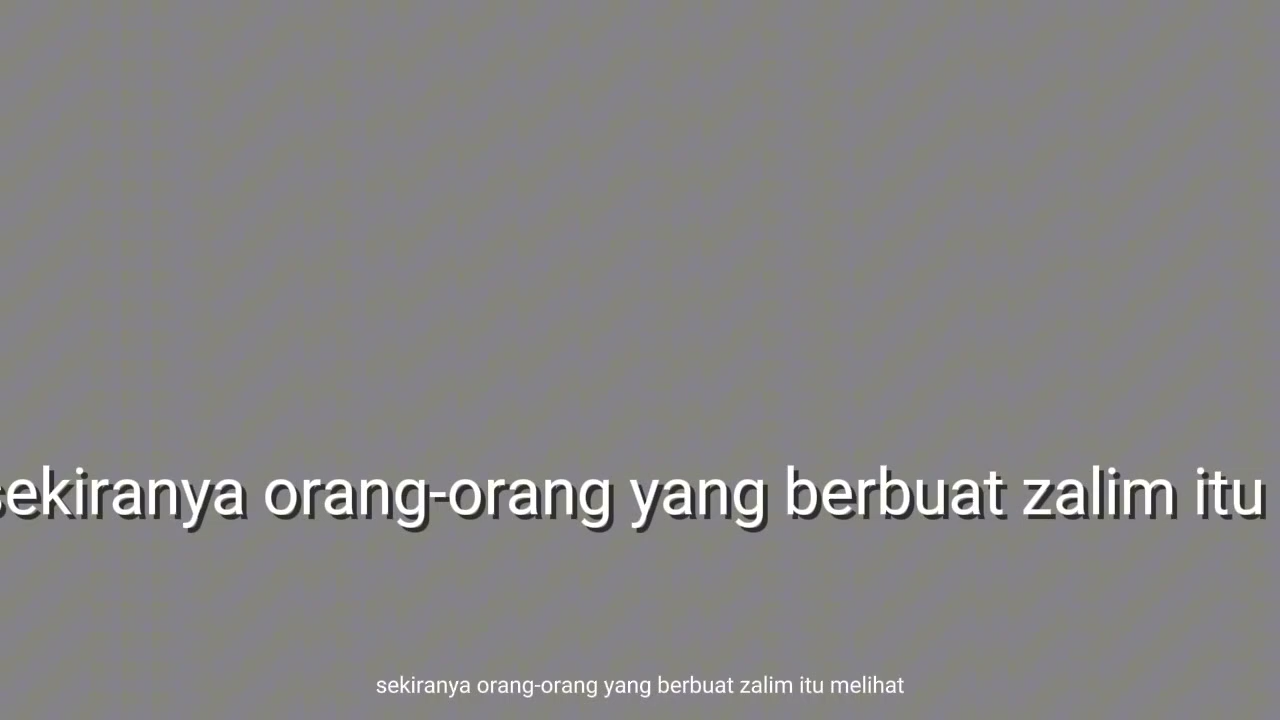 sekiranya orang-orang yang berbuat zalim itu
sekiranya orang-orang yang berbuat zalim itu melihat